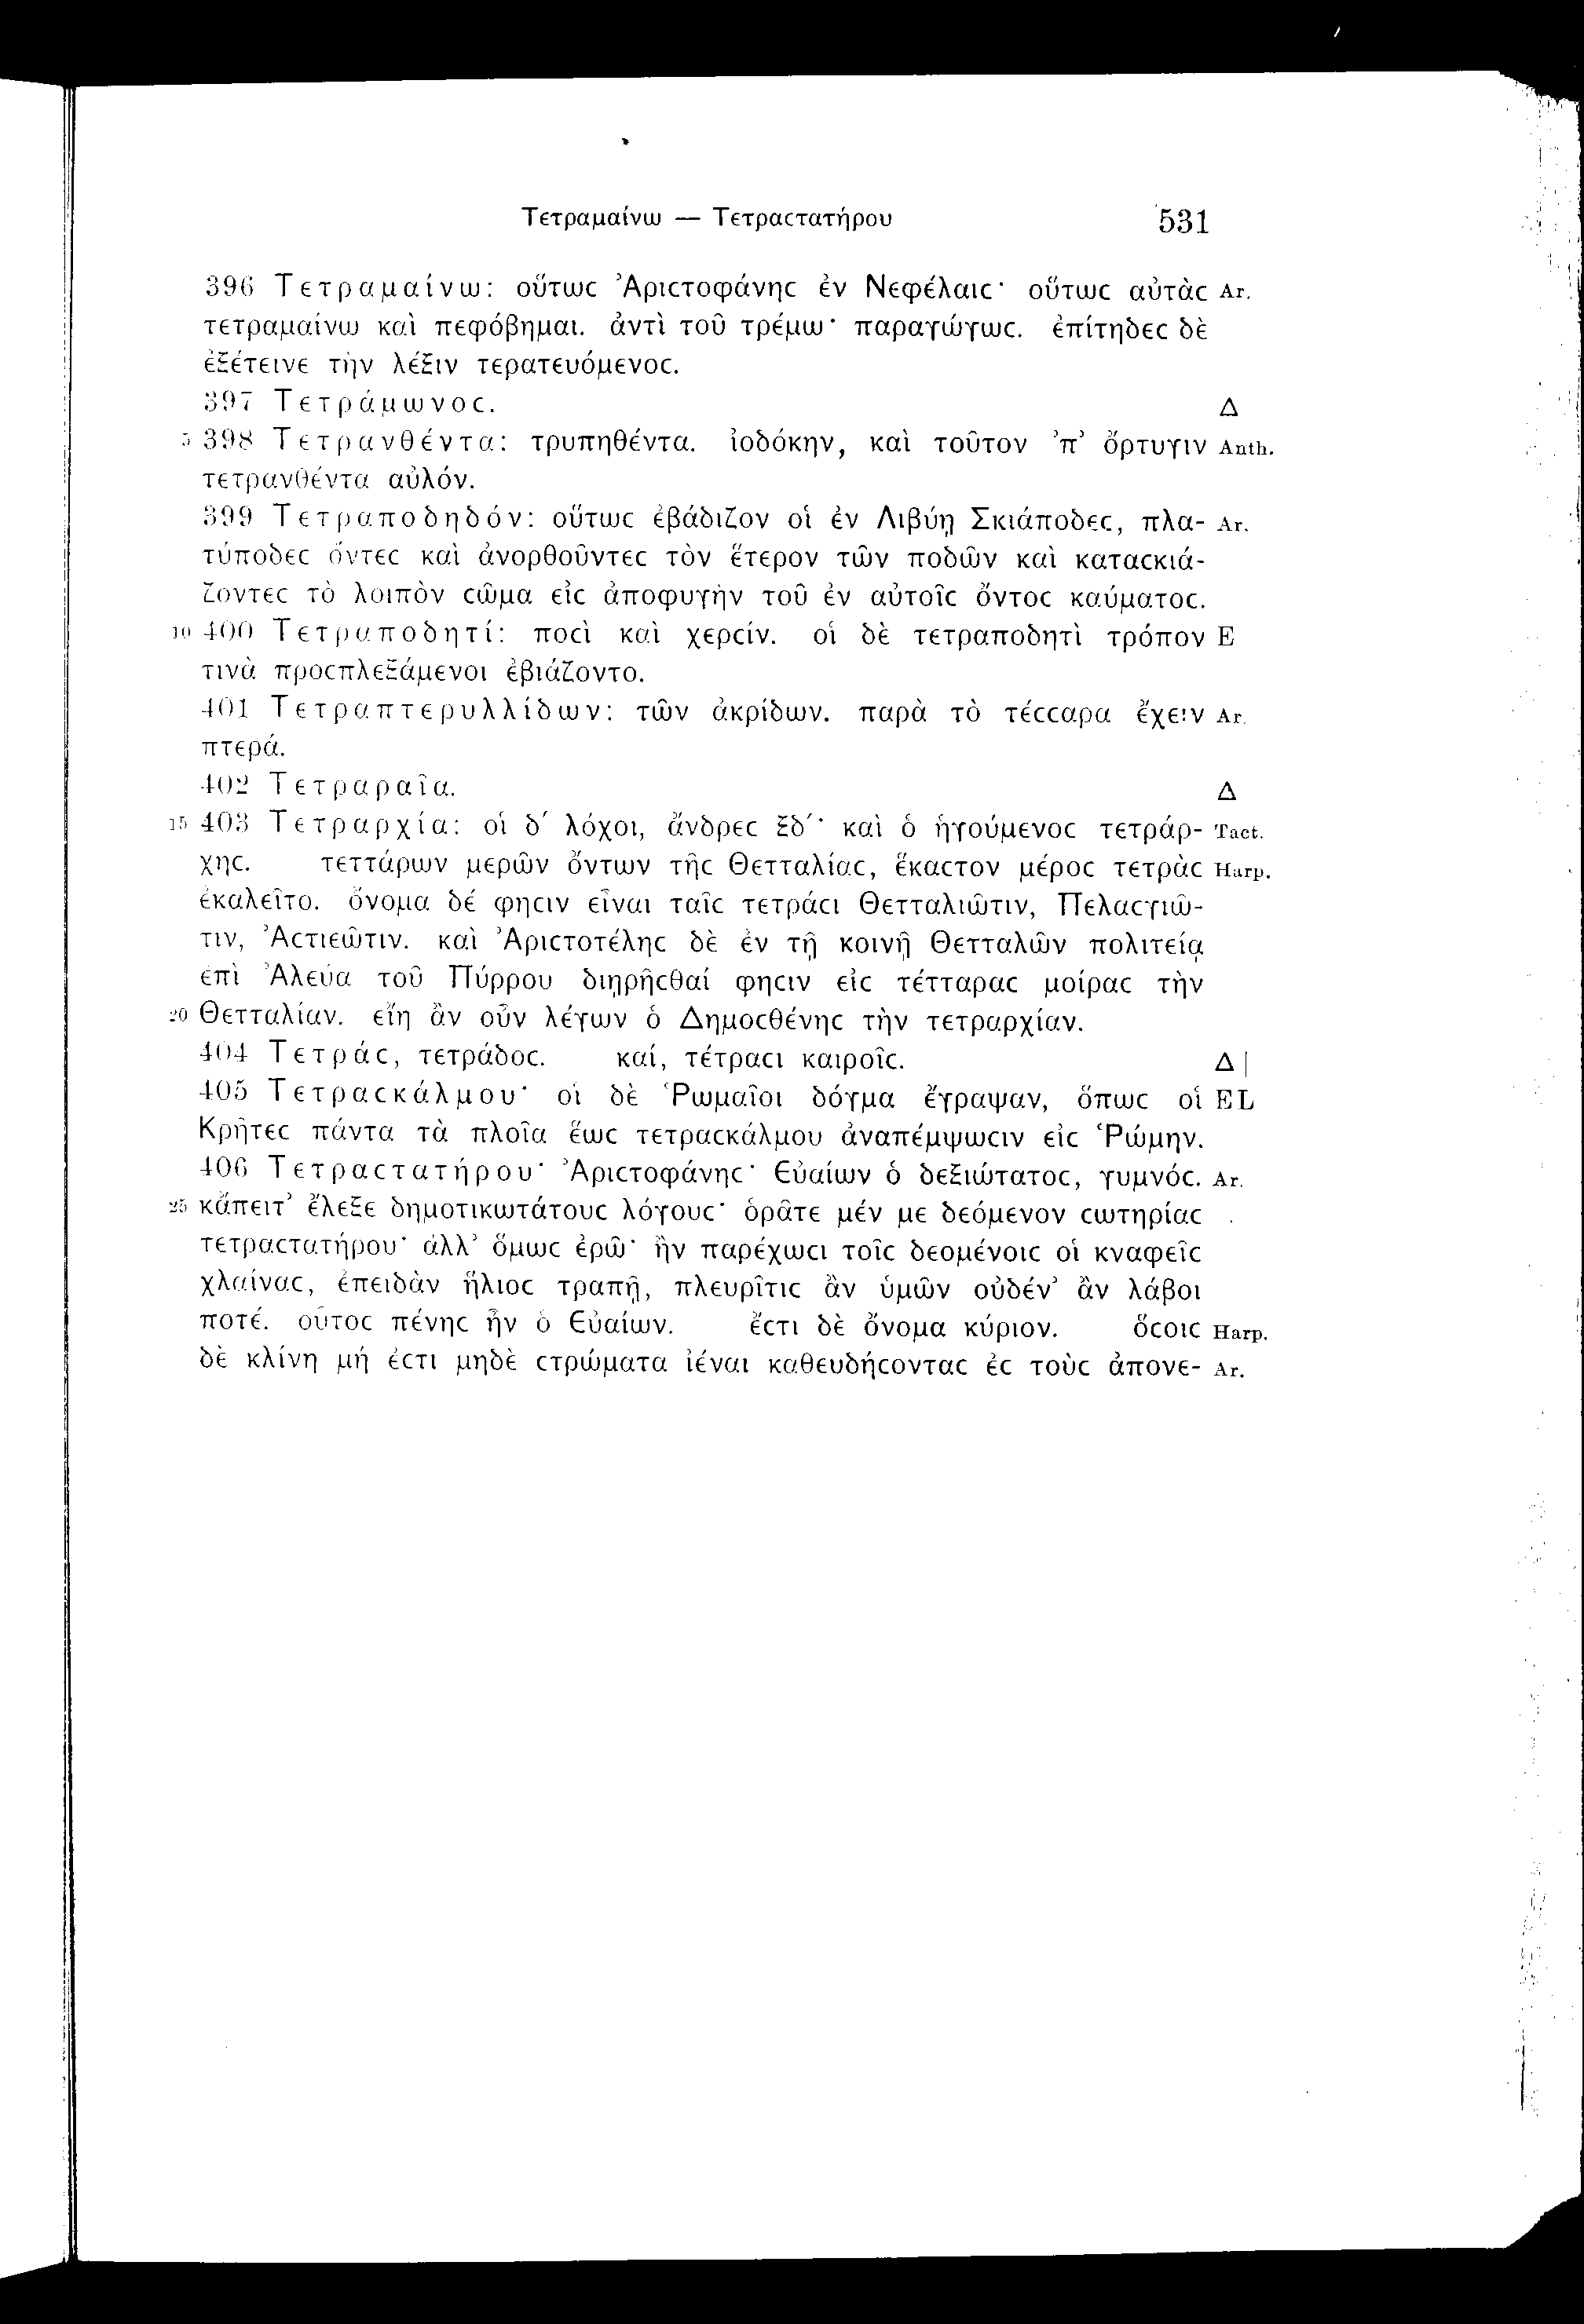 Τετραμαίνω — Τετραϲτατήρου 531
396 Τετραμαίνω: οὕτωϲ Ἀριϲτοφάνηϲ ἐν Νεφέλαιϲ· οὕτωϲ αὐτὰϲ Ar.
τετραμαίνω καὶ πεφόβημαι. ἀντὶ τοῦ τρέμω· παραγώγωϲ. ἐπίτηδεϲ δὲ
ἐξέτεινε τὴν λέξιν τερατευόμενοϲ.
397 Τετράμωνοϲ. Δ
5 398 Τετρανθέντα: τρυπηθέντα. ἰοδόκην, καὶ τοῦτον ’π’ ὄρτυγιν Anth.
τετρανθέντα αὐλόν.
399 Τετραποδηδόν: οὕτωϲ ἐβάδιζον οἱ ἐν Λιβύῃ Σκιάποδεϲ, πλα- Ar.
τύποδεϲ ὄντεϲ καὶ ἀνορθοῦντεϲ τὸν ἕτερον τῶν ποδῶν καὶ καταϲκιά-
ζοντεϲ τὸ λοιπὸν ϲῶμα εἰϲ ἀποφυγὴν τοῦ ἐν αὐτοῖϲ ὄντοϲ καύματοϲ.
10 400 Τετραποδητί: ποϲὶ καὶ χερϲίν. οἱ δὲ τετραποδητὶ τρόπον E
τινὰ προϲπλεξάμενοι ἐβιάζοντο.
401 Τετραπτερυλλίδων: τῶν ἀκρίδων. παρὰ τὸ τέϲϲαρα ἔχειν Ar.
πτερά.
402 Τετραραῖα. Δ
15 403 Τετραρχία: οἱ δ´ λόχοι, ἄνδρεϲ ξδ´· καὶ ὁ ἡγούμενοϲ τετράρ- Tact.
χηϲ. τεττάρων μερῶν ὄντων τῆϲ Θετταλίαϲ, ἕκαϲτον μέροϲ τετρὰϲ Harp.
ἐκαλεῖτο. ὄνομα δέ φηϲιν εἶναι ταῖϲ τετράϲι Θετταλιῶτιν, Πελαϲγιῶ-
τιν, Ἀϲτιεῶτιν. καὶ Ἀριϲτοτέληϲ δὲ ἐν τῇ κοινῇ Θετταλῶν πολιτείᾳ
ἐπὶ Ἀλεύα τοῦ Πύρρου διῃρῆϲθαί φηϲιν εἰϲ τέτταραϲ μοίραϲ τὴν
20 Θετταλίαν. εἴη ἂν οὖν λέγων ὁ Δημοϲθένηϲ τὴν τετραρχίαν.
404 Τετράϲ, τετράδοϲ. καί, τέτραϲι καιροῖϲ. Δ |
405 Τετραϲκάλμου· οἱ δὲ Ῥωμαῖοι δόγμα ἔγραψαν, ὅπωϲ οἱ EL
Κρῆτεϲ πάντα τὰ πλοῖα ἕωϲ τετραϲκάλμου ἀναπέμψωϲιν εἰϲ Ῥώμην.
406 Τετραϲτατήρου· Ἀριϲτοφάνηϲ· Εὐαίων ὁ δεξιώτατοϲ, γυμνόϲ. Ar.
25 κἄπειτ’ ἔλεξε δημοτικωτάτουϲ λόγουϲ· ὁρᾶτε μέν με δεόμενον ϲωτηρίαϲ
τετραϲτατήρου· ἀλλ’ ὅμωϲ ἐρῶ· ἢν παρέχωϲι τοῖϲ δεομένοιϲ οἱ κναφεῖϲ
χλαίναϲ, ἐπειδὰν ἥλιοϲ τραπῇ, πλευρῖτιϲ ἂν ὑμῶν οὐδέν’ ἂν λάβοι
ποτέ. οὗτοϲ πένηϲ ἦν ὁ Εὐαίων. ἔϲτι δὲ ὄνομα κύριον. ὅϲοιϲ Harp.
δὲ κλίνη μή ἐϲτι μηδὲ ϲτρώματα ἰέναι καθευδήϲονταϲ ἐϲ τοὺϲ ἀπονε- Ar.